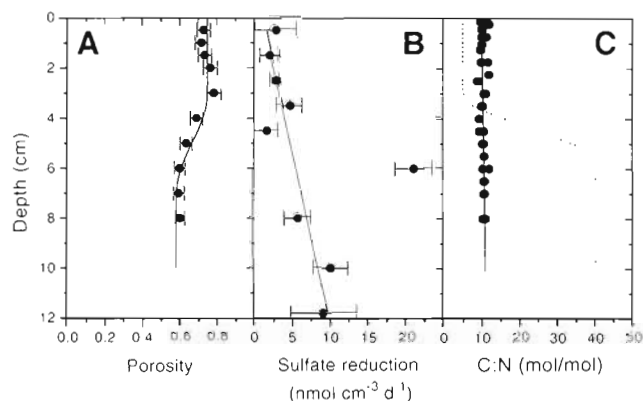 A
B
C
0
2
4
6
8
10
12
Depth (cm)
0.0 0.2 0 4 0.6 0.8
0 5 10 15 20
0 10 20 30 40 50
Porosity
Sulfate reduction
(nmol cm-3 d-1)
C:N (mol/mol)